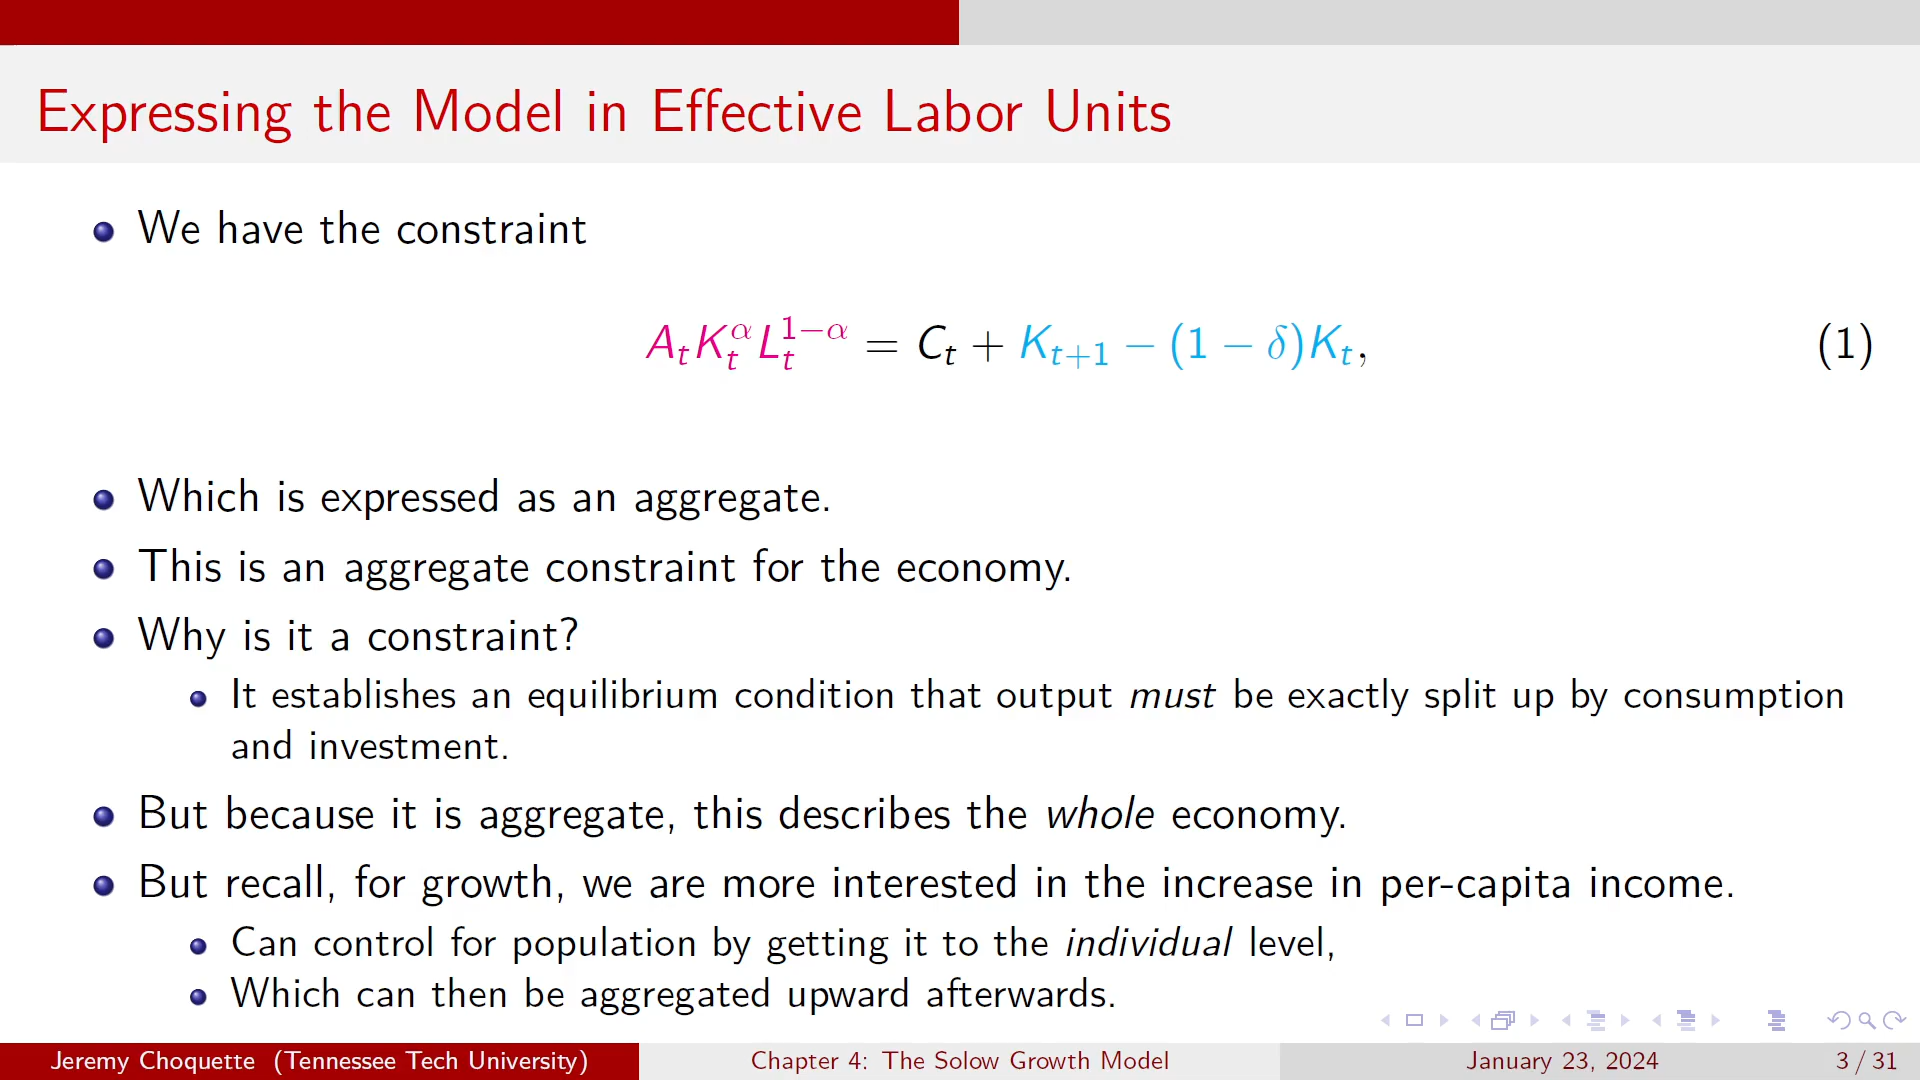 Expressing the Model in Effective Labor Units
We have the constraint
A_t K_t^α L_t^{1−α} = C_t + K_{t+1} − (1 − δ)K_t, (1)
Which is expressed as an aggregate.
This is an aggregate constraint for the economy.
Why is it a constraint?
It establishes an equilibrium condition that output must be exactly split up by consumption
and investment.
But because it is aggregate, this describes the whole economy.
But recall, for growth, we are more interested in the increase in per-capita income.
Can control for population by getting it to the individual level,
Which can then be aggregated upward afterwards.
Jeremy Choquette (Tennessee Tech University) Chapter 4: The Solow Growth Model January 23, 2024 3 / 31